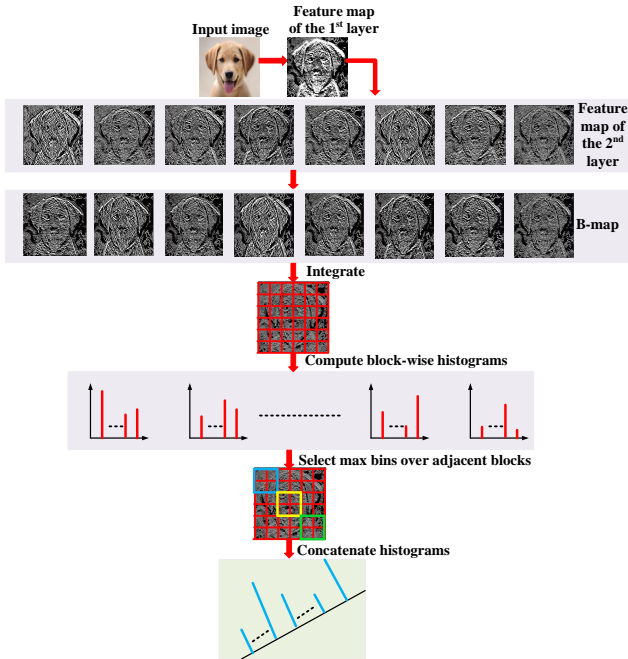 Input image
Feature map
of the 1st layer
Feature
map of
the 2nd
layer
B-map
Integrate
Compute block-wise histograms
Select max bins over adjacent blocks
Concatenate histograms